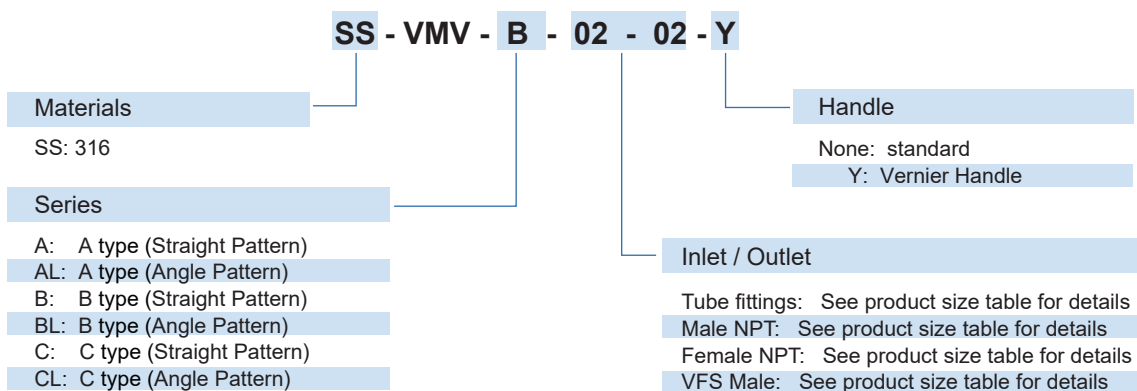 SS - VMV - B - 02 - 02 - Y
Materials
SS: 316
Series
A: A type (Straight Pattern)
AL: A type (Angle Pattern)
B: B type (Straight Pattern)
BL: B type (Angle Pattern)
C: C type (Straight Pattern)
CL: C type (Angle Pattern)
Handle
None: standard
Y: Vernier Handle
Inlet / Outlet
Tube fittings: See product size table for details
Male NPT: See product size table for details
Female NPT: See product size table for details
VFS Male: See product size table for details